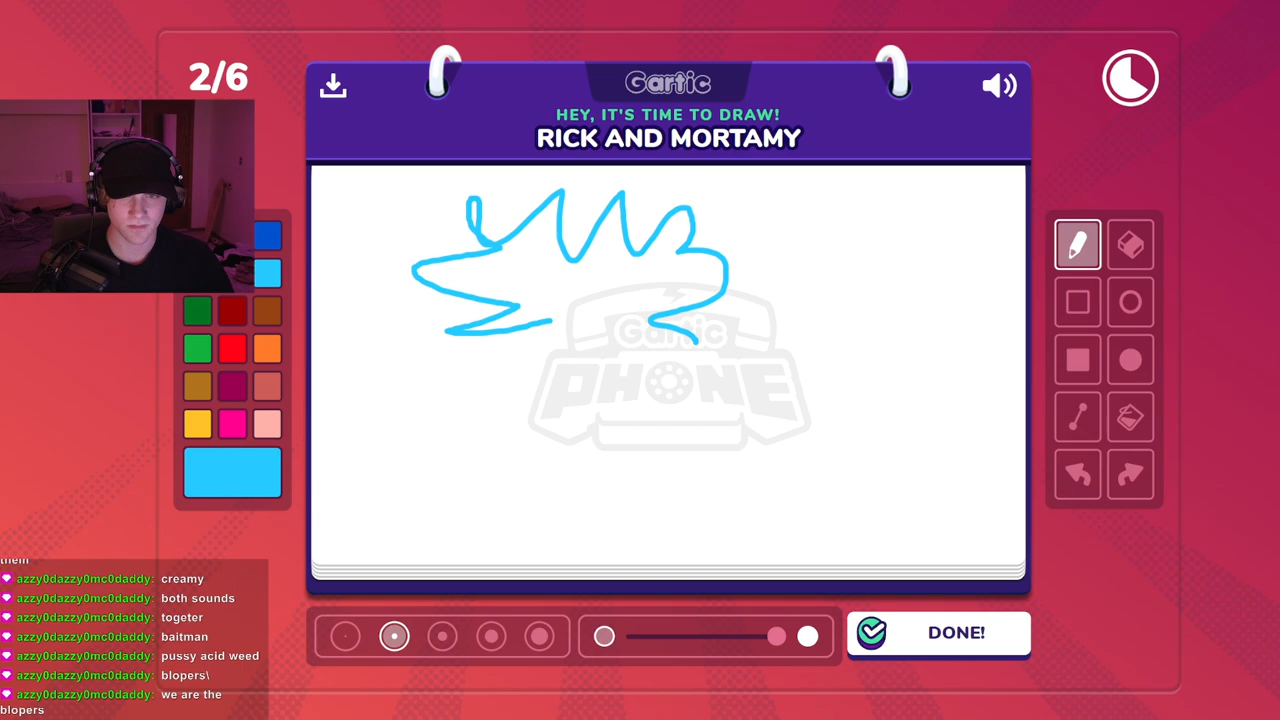 2/6
Gartic
HEY, IT'S TIME TO DRAW!
RICK AND MORTAMY
Gartic
PHONE
them
azzy0dazzy0mc0daddy: creamy
azzy0dazzy0mc0daddy: both sounds
azzy0dazzy0mc0daddy: togeter
azzy0dazzy0mc0daddy: baitman
azzy0dazzy0mc0daddy: pussy acid weed
azzy0dazzy0mc0daddy: blopers\
azzy0dazzy0mc0daddy: we are the
blopers
DONE!